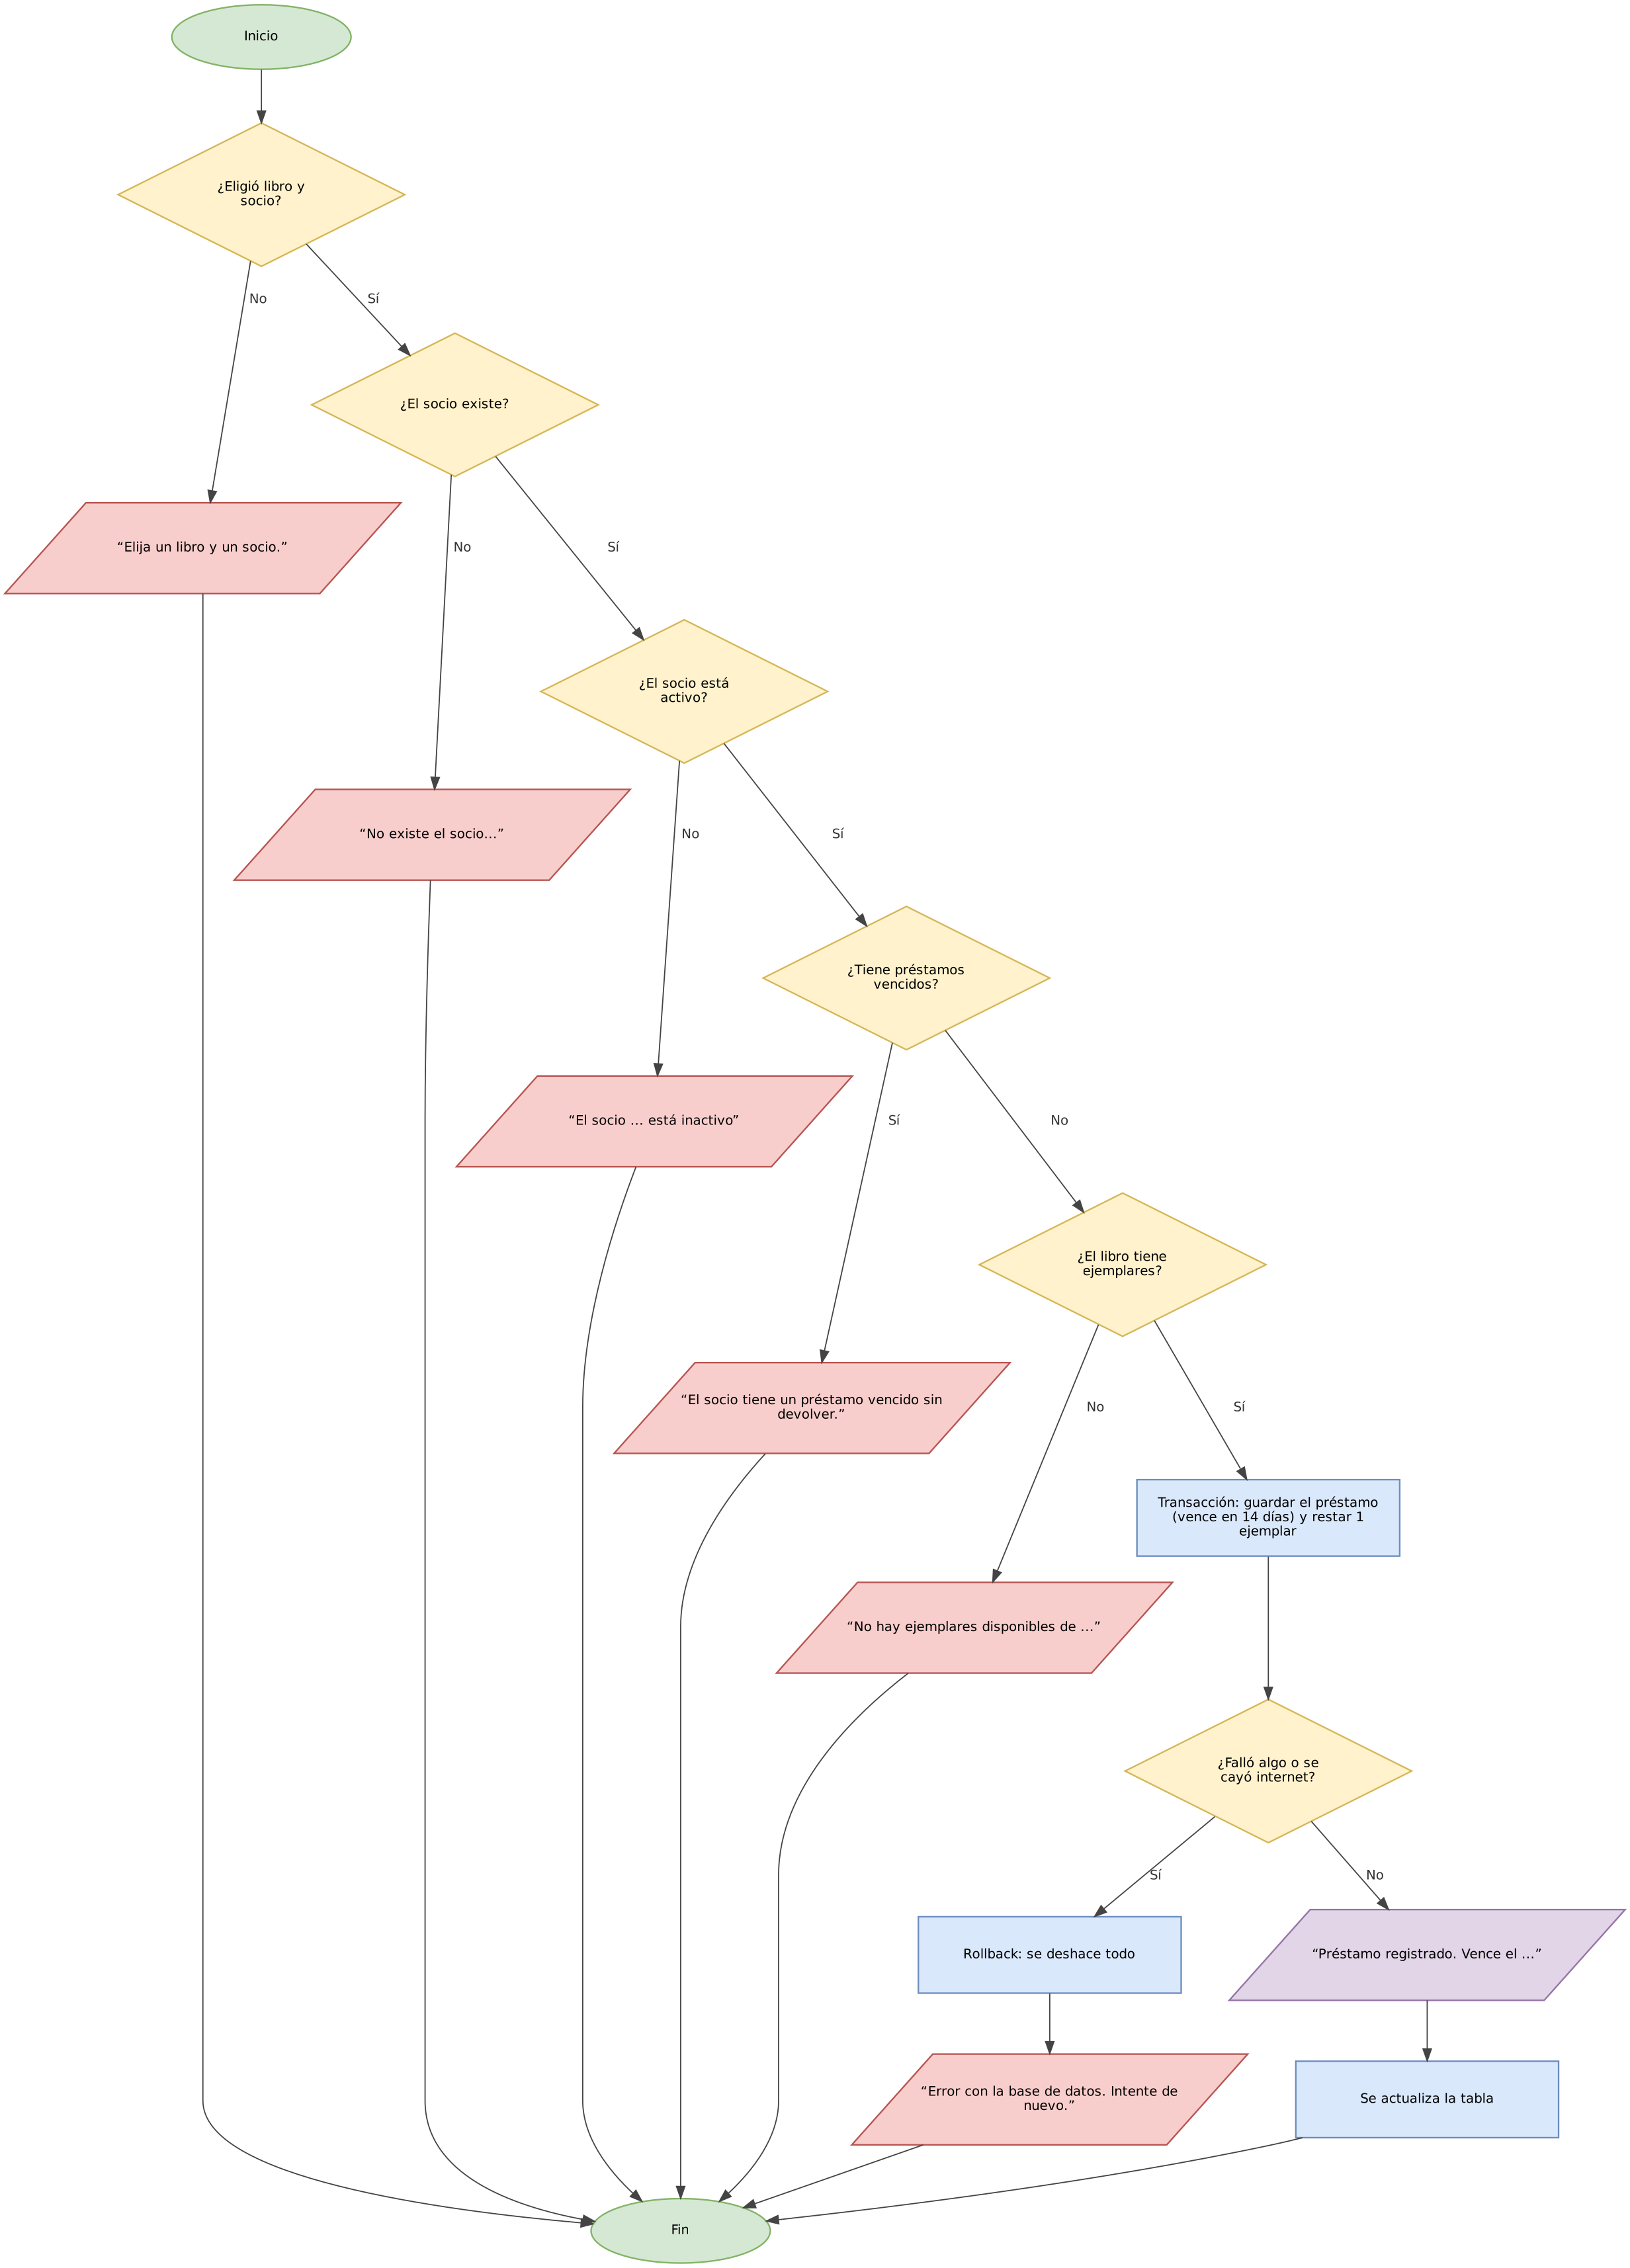 Inicio
¿Eligió libro y
socio?
No
Sí
¿El socio existe?
“Elija un libro y un socio.”
No
Sí
¿El socio está
activo?
“No existe el socio…”
No
Sí
¿Tiene préstamos
vencidos?
“El socio … está inactivo”
Sí
No
¿El libro tiene
ejemplares?
“El socio tiene un préstamo vencido sin
devolver.”
No
Sí
Transacción: guardar el préstamo
(vence en 14 días) y restar 1
ejemplar
“No hay ejemplares disponibles de …”
¿Falló algo o se
cayó internet?
Sí
No
Rollback: se deshace todo
“Préstamo registrado. Vence el …”
“Error con la base de datos. Intente de
nuevo.”
Se actualiza la tabla
Fin